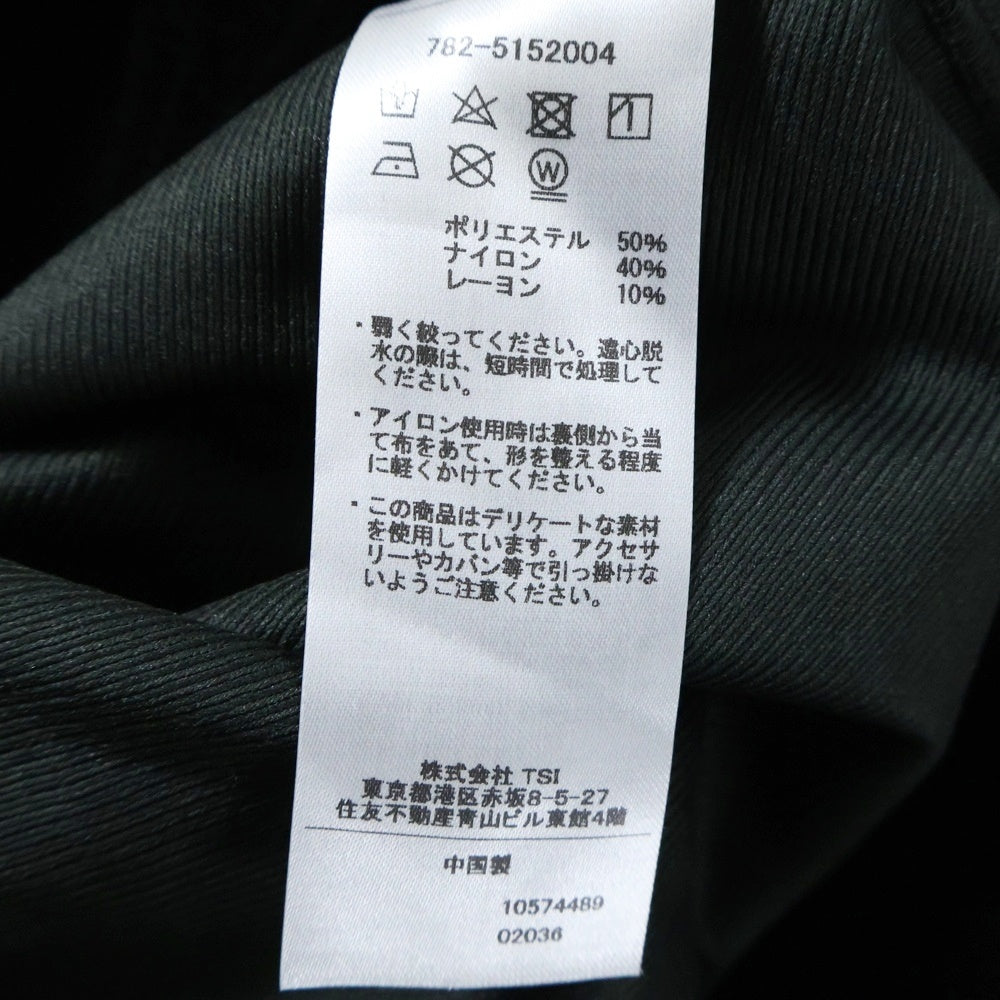 782-5152004
W
ポリエステル 50%
ナイロン 40%
レーヨン 10%
・弱く絞ってください。遠心脱
水の際は、短時間で処理して
ください。
・アイロン使用時は裏側から当
て布をあて、形を整える程度
に軽くかけてください。
・この商品はデリケートな素材
を使用しています。アクセサ
リーやカバン等で引っ掛けな
いようご注意ください。
株式会社 TSI
東京都港区赤坂8-5-27
住友不動産青山ビル東館4階
中国製
10574489
02036